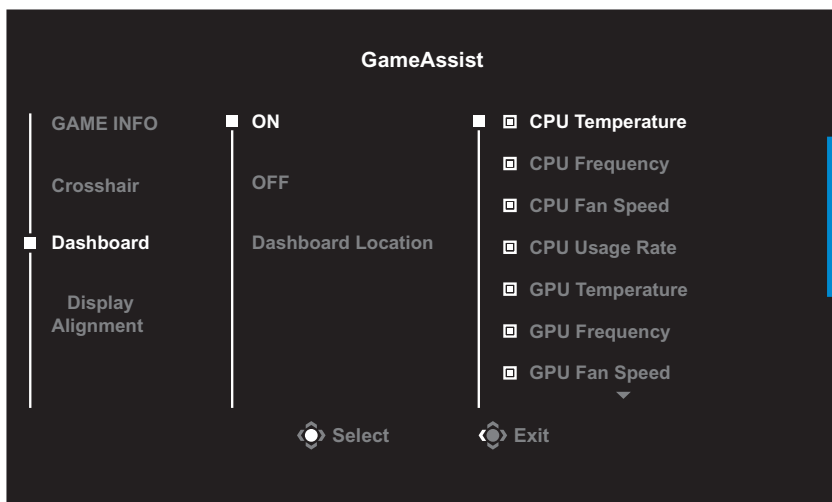 GameAssist
GAME INFO
Crosshair
Dashboard
Display
Alignment
ON
OFF
Dashboard Location
CPU Temperature
CPU Frequency
CPU Fan Speed
CPU Usage Rate
GPU Temperature
GPU Frequency
GPU Fan Speed
Select
Exit